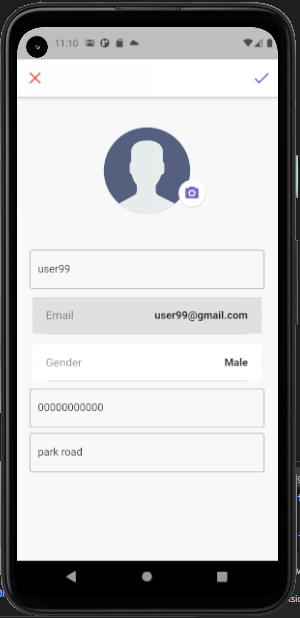 11:10
user99
Email user99@gmail.com
Gender Male
00000000000
park road